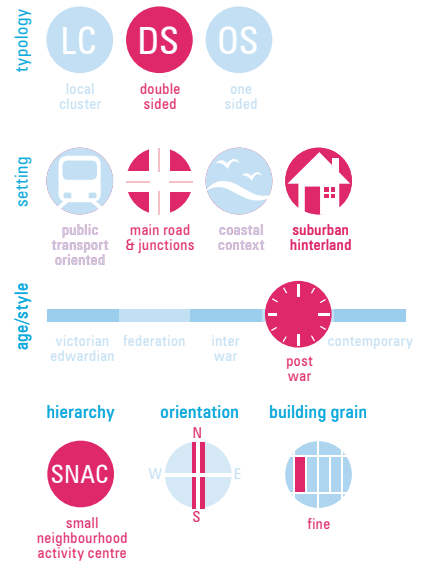 typology
LC DS OS
local double one
cluster sided sided
setting
public main road coastal suburban
transport & junctions context hinterland
oriented
age/style
victorian federation inter contemporary
edwardian war
post
war
hierarchy orientation building grain
N
SNAC W E
S
small fine
neighbourhood
activity centre